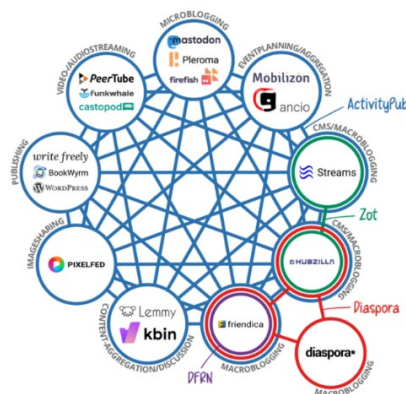 MICROBLOGGING
mastodon
Pleroma
firefish
VIDEO/AUDIOSTREAMING
PeerTube
funkwhale
castopod
EVENTPLANNING/AGGREGATION
Mobilizon
gancio
ActivityPub
PUBLISHING
write freely
BookWyrm
WORDPRESS
CMS/MACROBLOGGING
Streams
Zot
IMAGESHARING
PIXELFED
CMS/MACROBLOGGING
HUBZILLA
Diaspora
CONTENT-AGGREGATION/DISCUSSION
Lemmy
kbin
DFRN
friendica
MACROBLOGGING
diaspora*
MACROBLOGGING